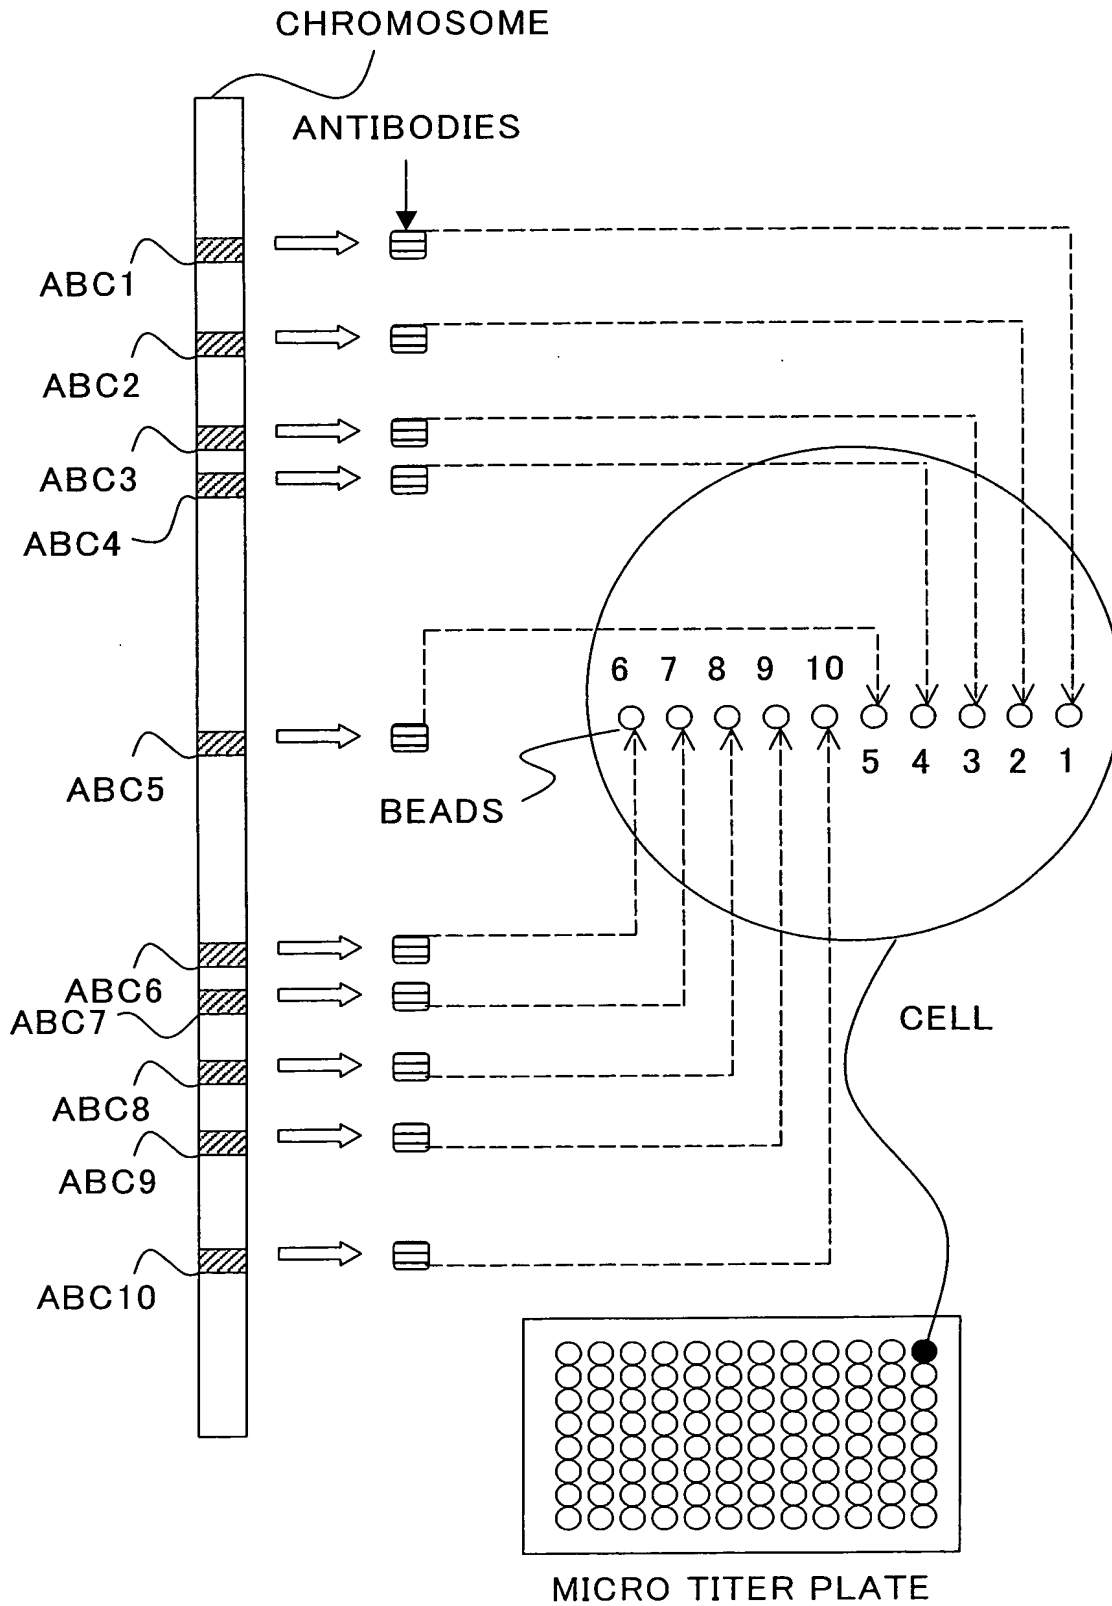 CHROMOSOME
ANTIBODIES
ABC1
ABC2
ABC3
ABC4
6 7 8 9 10
5 4 3 2 1
ABC5
BEADS
ABC6
ABC7
CELL
ABC8
ABC9
ABC10
MICRO TITER PLATE